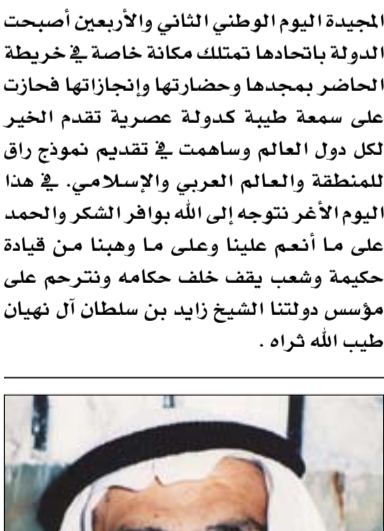 المجيدة اليوم الوطني الثاني والأربعين أصبحت
الدولة باتحادها تمتلك مكانة خاصة في خريطة
الحاضر بمجدها وحضارتها وإنجازاتها فحازت
على سمعة طيبة كدولة عصرية تقدم الخير
لكل دول العالم وساهمت في تقديم نموذج راق
للمنطقة والعالم العربي والإسلامي. في هذا
اليوم الأغر نتوجه إلى الله بوافر الشكر والحمد
على ما أنعم علينا وعلى ما وهبنا من قيادة
حكيمة وشعب يقف خلف حكامه ونترحم على
مؤسس دولتنا الشيخ زايد بن سلطان آل نهيان
طيب الله ثراه .